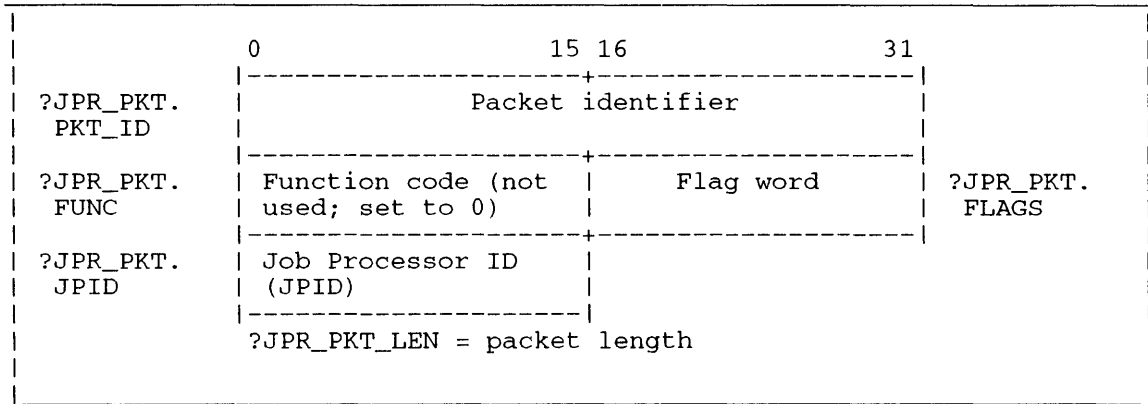 0 15 16 31
?JPR_PKT. Packet identifier
PKT_ID
?JPR_PKT. Function code (not Flag word ?JPR_PKT.
FUNC used; set to 0) FLAGS
?JPR_PKT. Job Processor ID
JPID (JPID)
?JPR_PKT_LEN = packet length